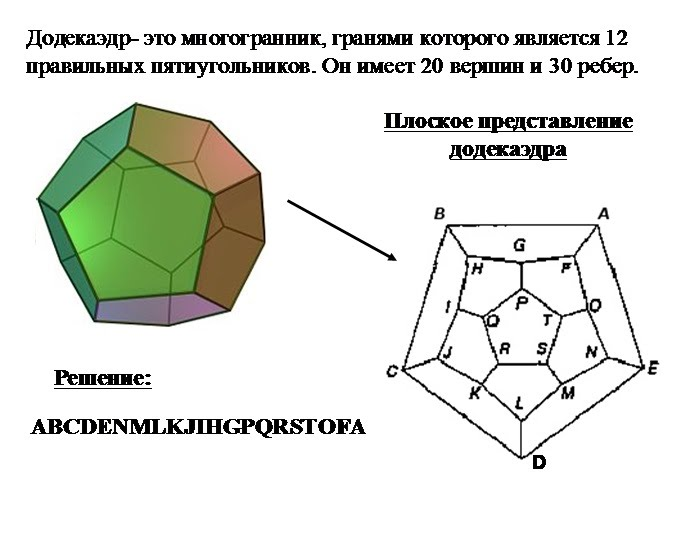 Додекаэдр- это многогранник, гранями которого является 12
правильных пятиугольников. Он имеет 20 вершин и 30 ребер.
Плоское представление
додекаэдра
B A
G
H F
P
I Q T O
J R S N
C E
K L M
D
Решение:
ABCDENMLKJIHGPQRSTOFA